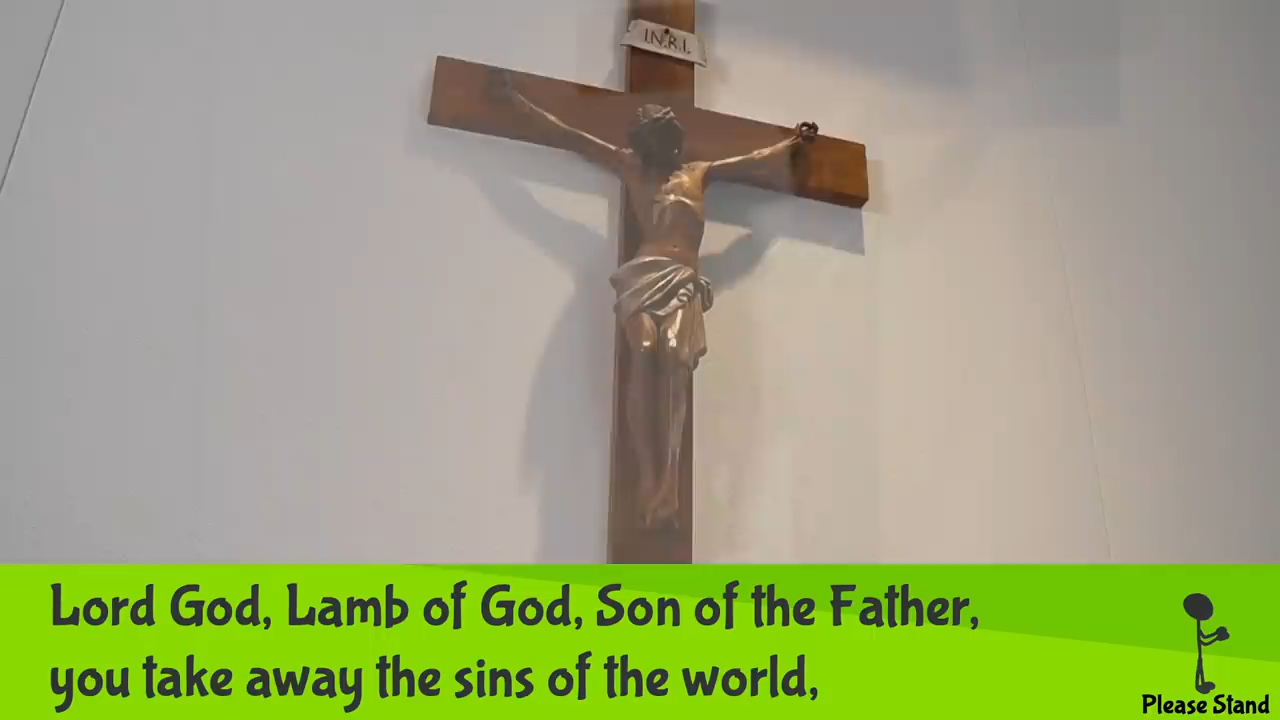 I.N.R.I.
Lord God, Lamb of God, Son of the Father,
you take away the sins of the world,
Please Stand